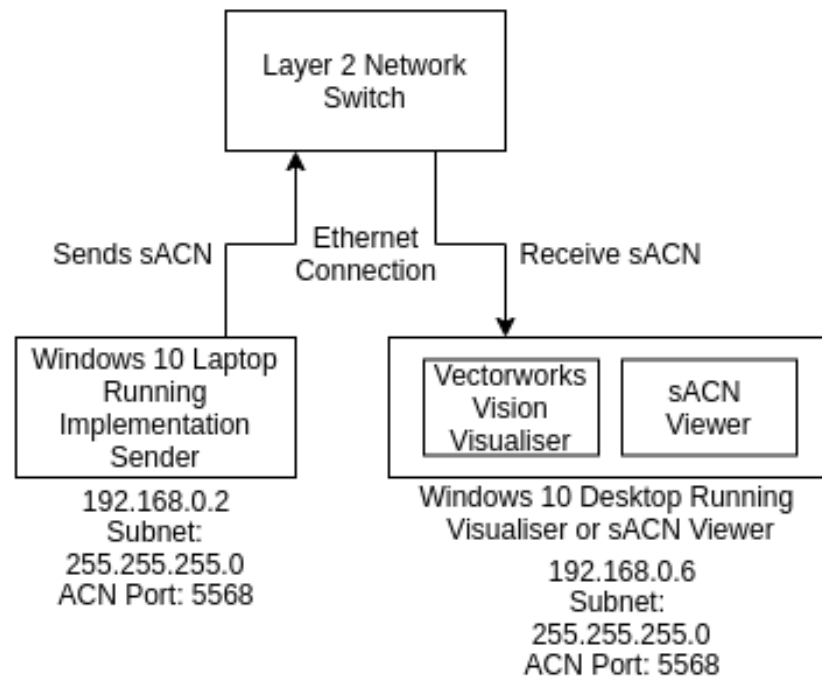 Layer 2 Network
Switch
Sends sACN
Ethernet
Connection
Receive sACN
Windows 10 Laptop
Running
Implementation
Sender
Vectorworks
Vision
Visualiser
sACN
Viewer
192.168.0.2
Subnet:
255.255.255.0
ACN Port: 5568
Windows 10 Desktop Running
Visualiser or sACN Viewer
192.168.0.6
Subnet:
255.255.255.0
ACN Port: 5568